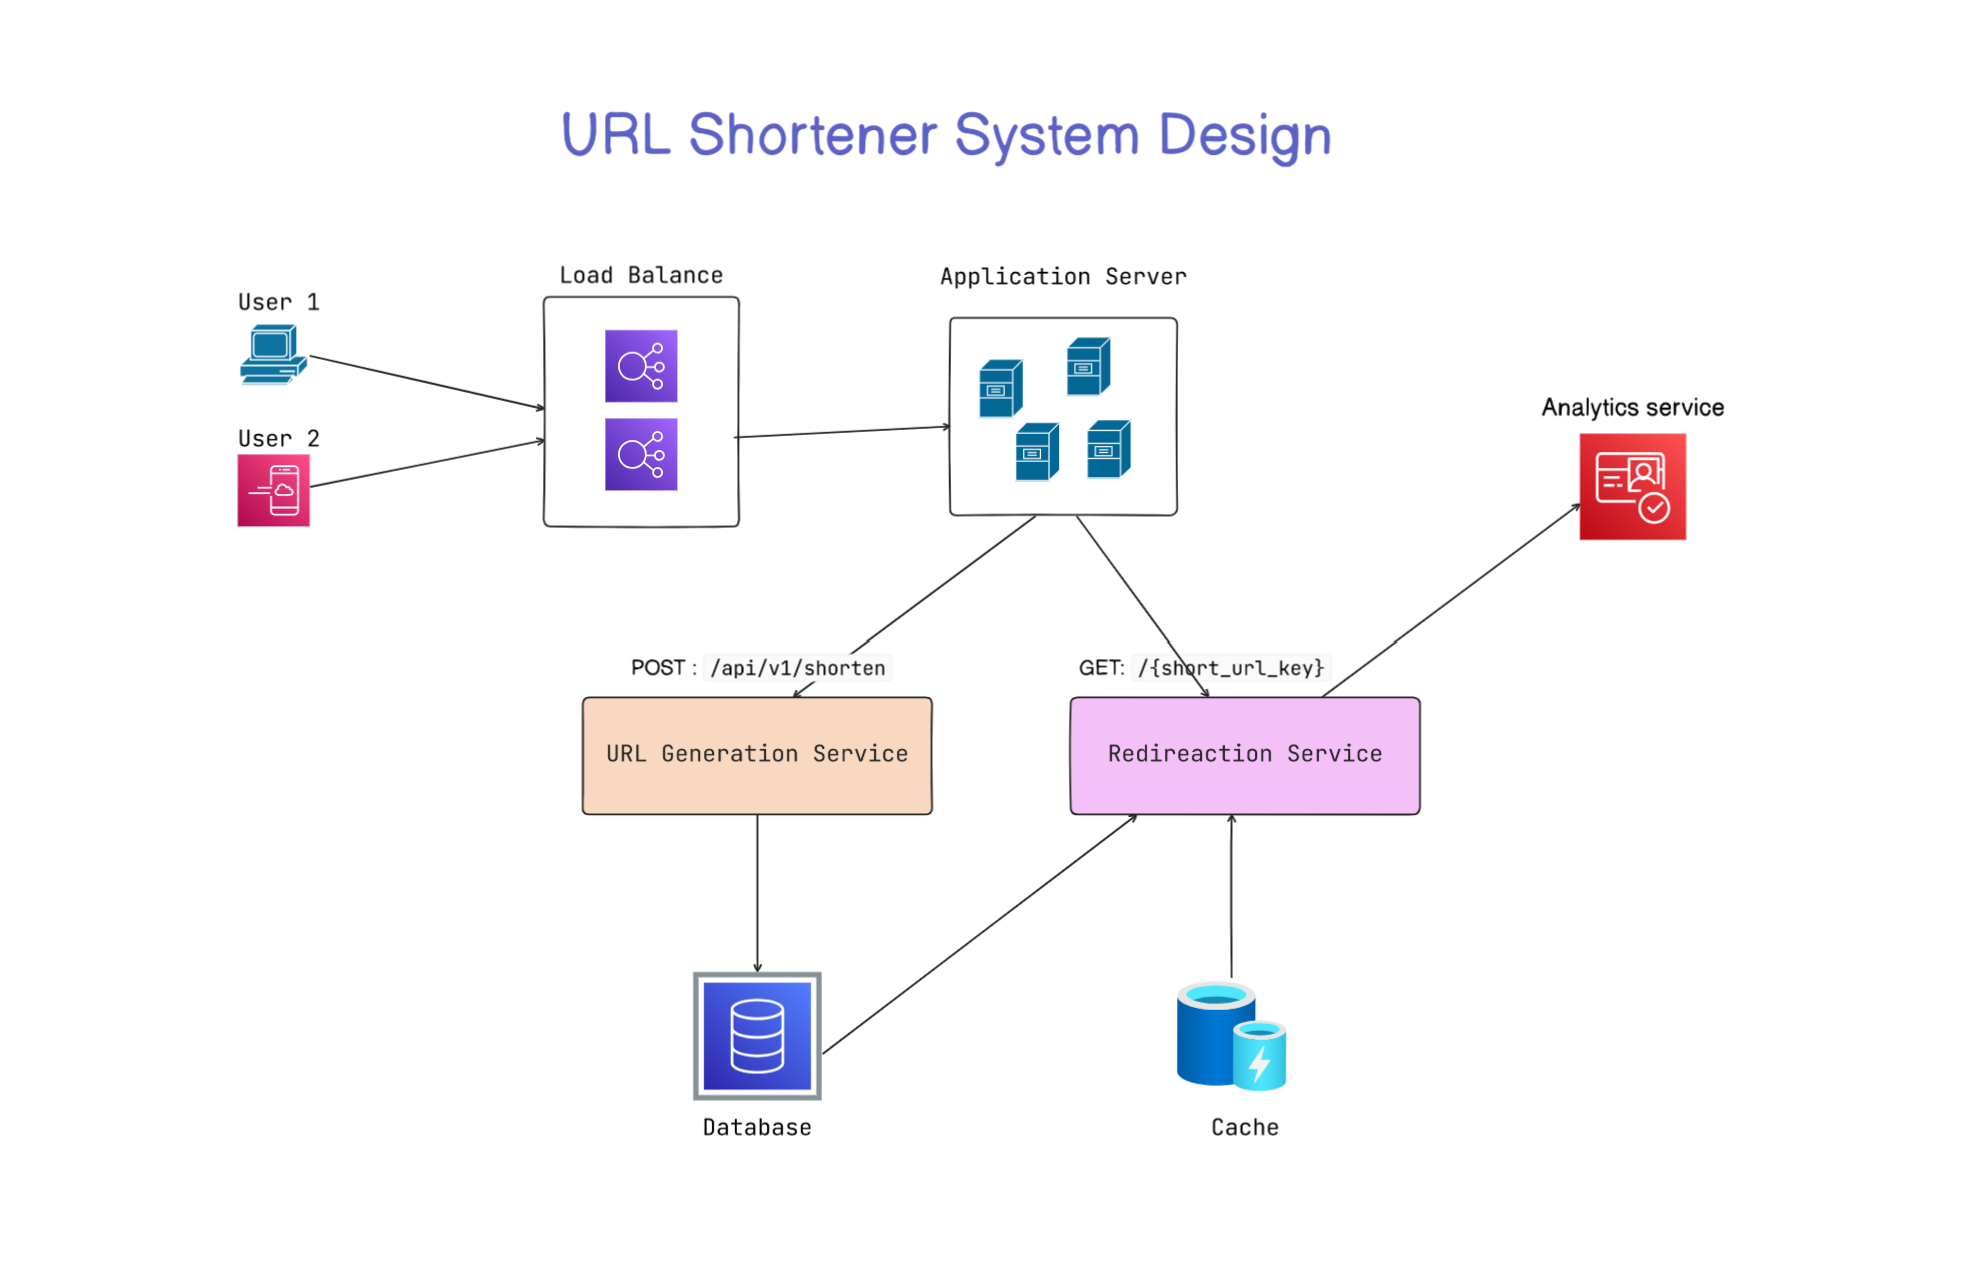 URL Shortener System Design
Load Balance
Application Server
User 1
Analytics service
User 2
POST : /api/v1/shorten
GET: /{short_url_key}
URL Generation Service
Redireaction Service
Database
Cache